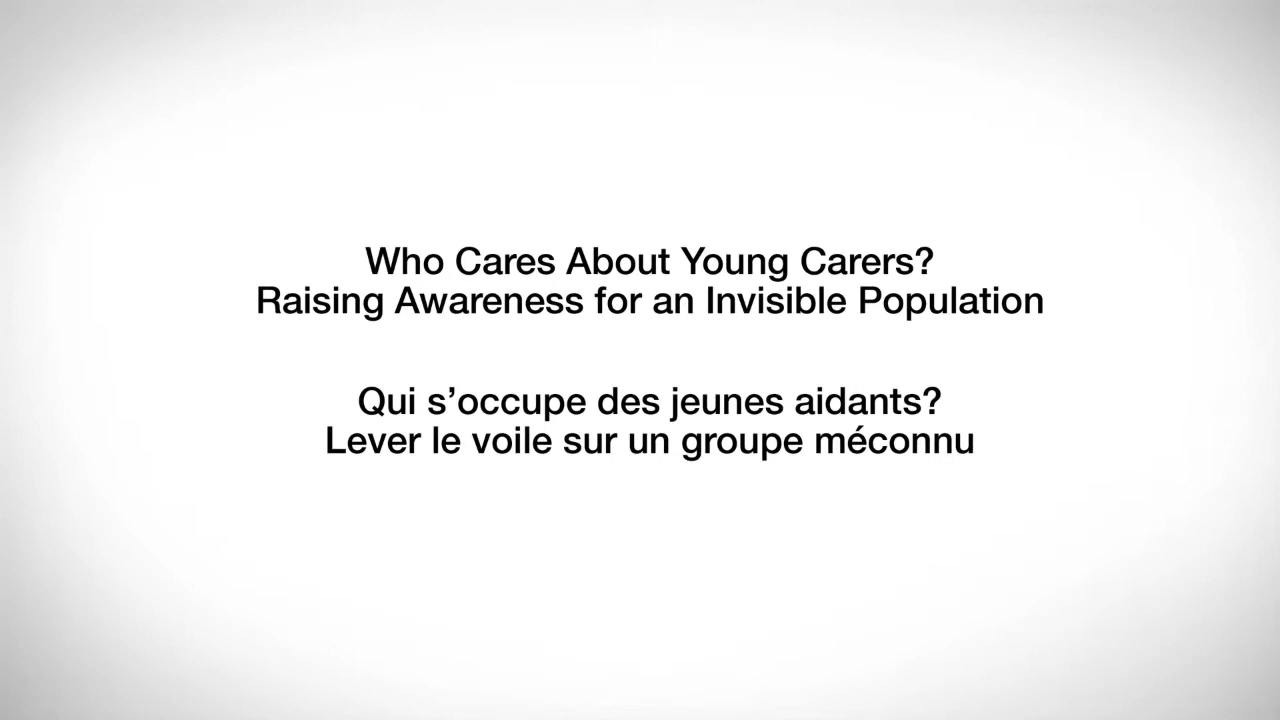 Who Cares About Young Carers?
Raising Awareness for an Invisible Population
Qui s’occupe des jeunes aidants?
Lever le voile sur un groupe méconnu